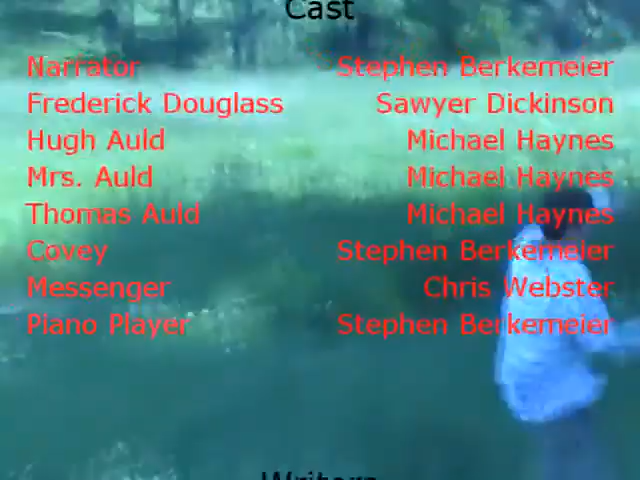 Cast
Narrator Stephen Berkemeier
Frederick Douglass Sawyer Dickinson
Hugh Auld Michael Haynes
Mrs. Auld Michael Haynes
Thomas Auld Michael Haynes
Covey Stephen Berkemeier
Messenger Chris Webster
Piano Player Stephen Berkemeier
Writers